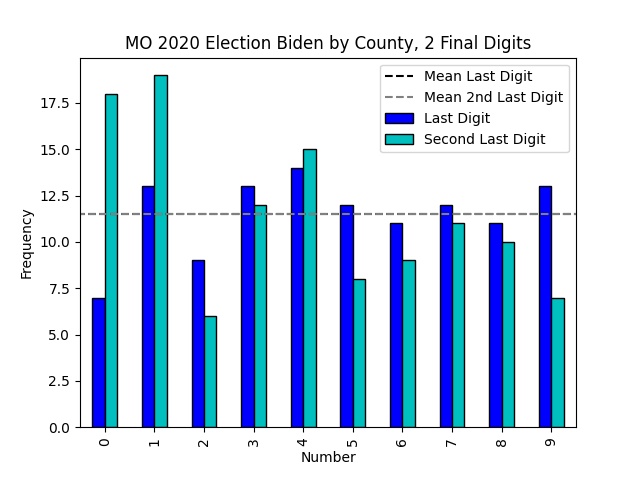 MO 2020 Election Biden by County, 2 Final Digits
Mean Last Digit
Mean 2nd Last Digit
Last Digit
Second Last Digit
17.5
15.0
12.5
10.0
7.5
5.0
2.5
0.0
Frequency
0 1 2 3 4 5 6 7 8 9
Number